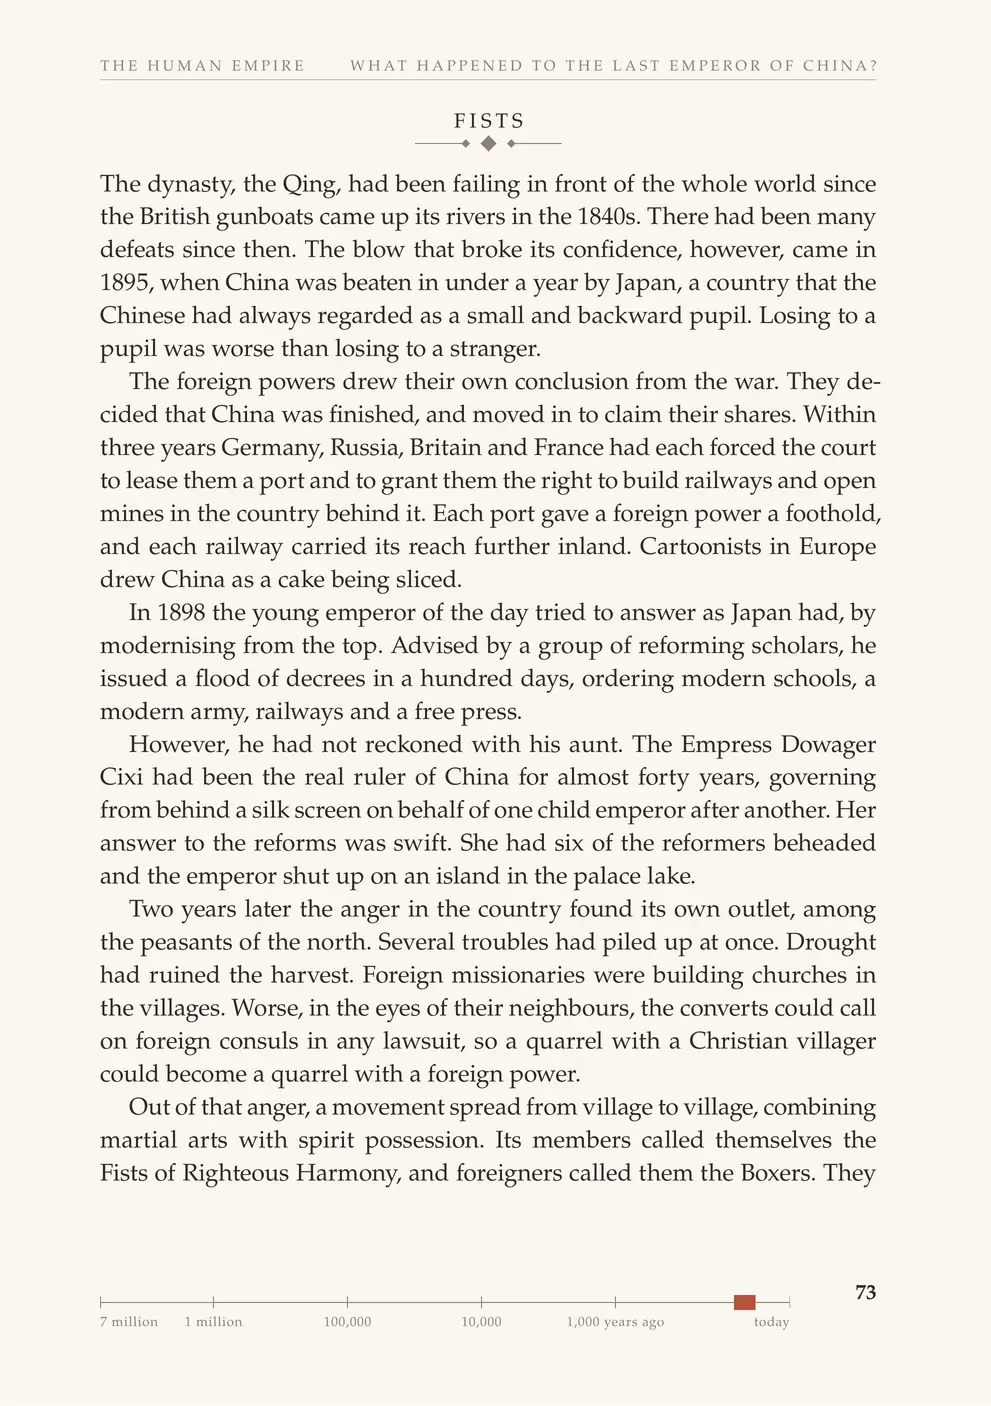 THE HUMAN EMPIRE WHAT HAPPENED TO THE LAST EMPEROR OF CHINA?
FISTS
The dynasty, the Qing, had been failing in front of the whole world since
the British gunboats came up its rivers in the 1840s. There had been many
defeats since then. The blow that broke its confidence, however, came in
1895, when China was beaten in under a year by Japan, a country that the
Chinese had always regarded as a small and backward pupil. Losing to a
pupil was worse than losing to a stranger.
The foreign powers drew their own conclusion from the war. They de-
cided that China was finished, and moved in to claim their shares. Within
three years Germany, Russia, Britain and France had each forced the court
to lease them a port and to grant them the right to build railways and open
mines in the country behind it. Each port gave a foreign power a foothold,
and each railway carried its reach further inland. Cartoonists in Europe
drew China as a cake being sliced.
In 1898 the young emperor of the day tried to answer as Japan had, by
modernising from the top. Advised by a group of reforming scholars, he
issued a flood of decrees in a hundred days, ordering modern schools, a
modern army, railways and a free press.
However, he had not reckoned with his aunt. The Empress Dowager
Cixi had been the real ruler of China for almost forty years, governing
from behind a silk screen on behalf of one child emperor after another. Her
answer to the reforms was swift. She had six of the reformers beheaded
and the emperor shut up on an island in the palace lake.
Two years later the anger in the country found its own outlet, among
the peasants of the north. Several troubles had piled up at once. Drought
had ruined the harvest. Foreign missionaries were building churches in
the villages. Worse, in the eyes of their neighbours, the converts could call
on foreign consuls in any lawsuit, so a quarrel with a Christian villager
could become a quarrel with a foreign power.
Out of that anger, a movement spread from village to village, combining
martial arts with spirit possession. Its members called themselves the
Fists of Righteous Harmony, and foreigners called them the Boxers. They
73
7 million 1 million 100,000 10,000 1,000 years ago today